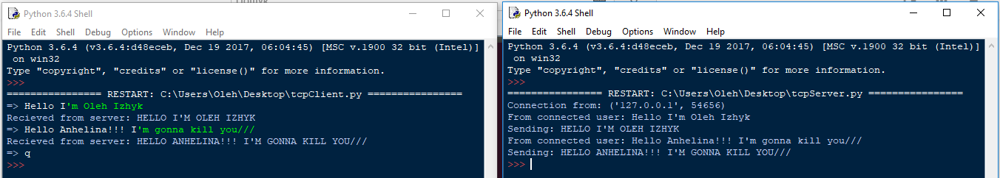 Python 3.6.4 Shell
File Edit Shell Debug Options Window Help
Python 3.6.4 (v3.6.4:d48eceb, Dec 19 2017, 06:04:45) [MSC v.1900 32 bit (Intel)]
on win32
Type "copyright", "credits" or "license()" for more information.
>>>
================ RESTART: C:\Users\Oleh\Desktop\tcpClient.py ================
=> Hello I'm Oleh Izhyk
Recieved from server: HELLO I'M OLEH IZHYK
=> Hello Anhelina!!! I'm gonna kill you///
Recieved from server: HELLO ANHELINA!!! I'M GONNA KILL YOU///
=> q
>>>
Python 3.6.4 Shell
File Edit Shell Debug Options Window Help
Python 3.6.4 (v3.6.4:d48eceb, Dec 19 2017, 06:04:45) [MSC v.1900 32 bit (Intel)]
on win32
Type "copyright", "credits" or "license()" for more information.
>>>
================ RESTART: C:\Users\Oleh\Desktop\tcpServer.py ================
Connection from: ('127.0.0.1', 54656)
From connected user: Hello I'm Oleh Izhyk
Sending: HELLO I'M OLEH IZHYK
From connected user: Hello Anhelina!!! I'm gonna kill you///
Sending: HELLO ANHELINA!!! I'M GONNA KILL YOU///
>>>